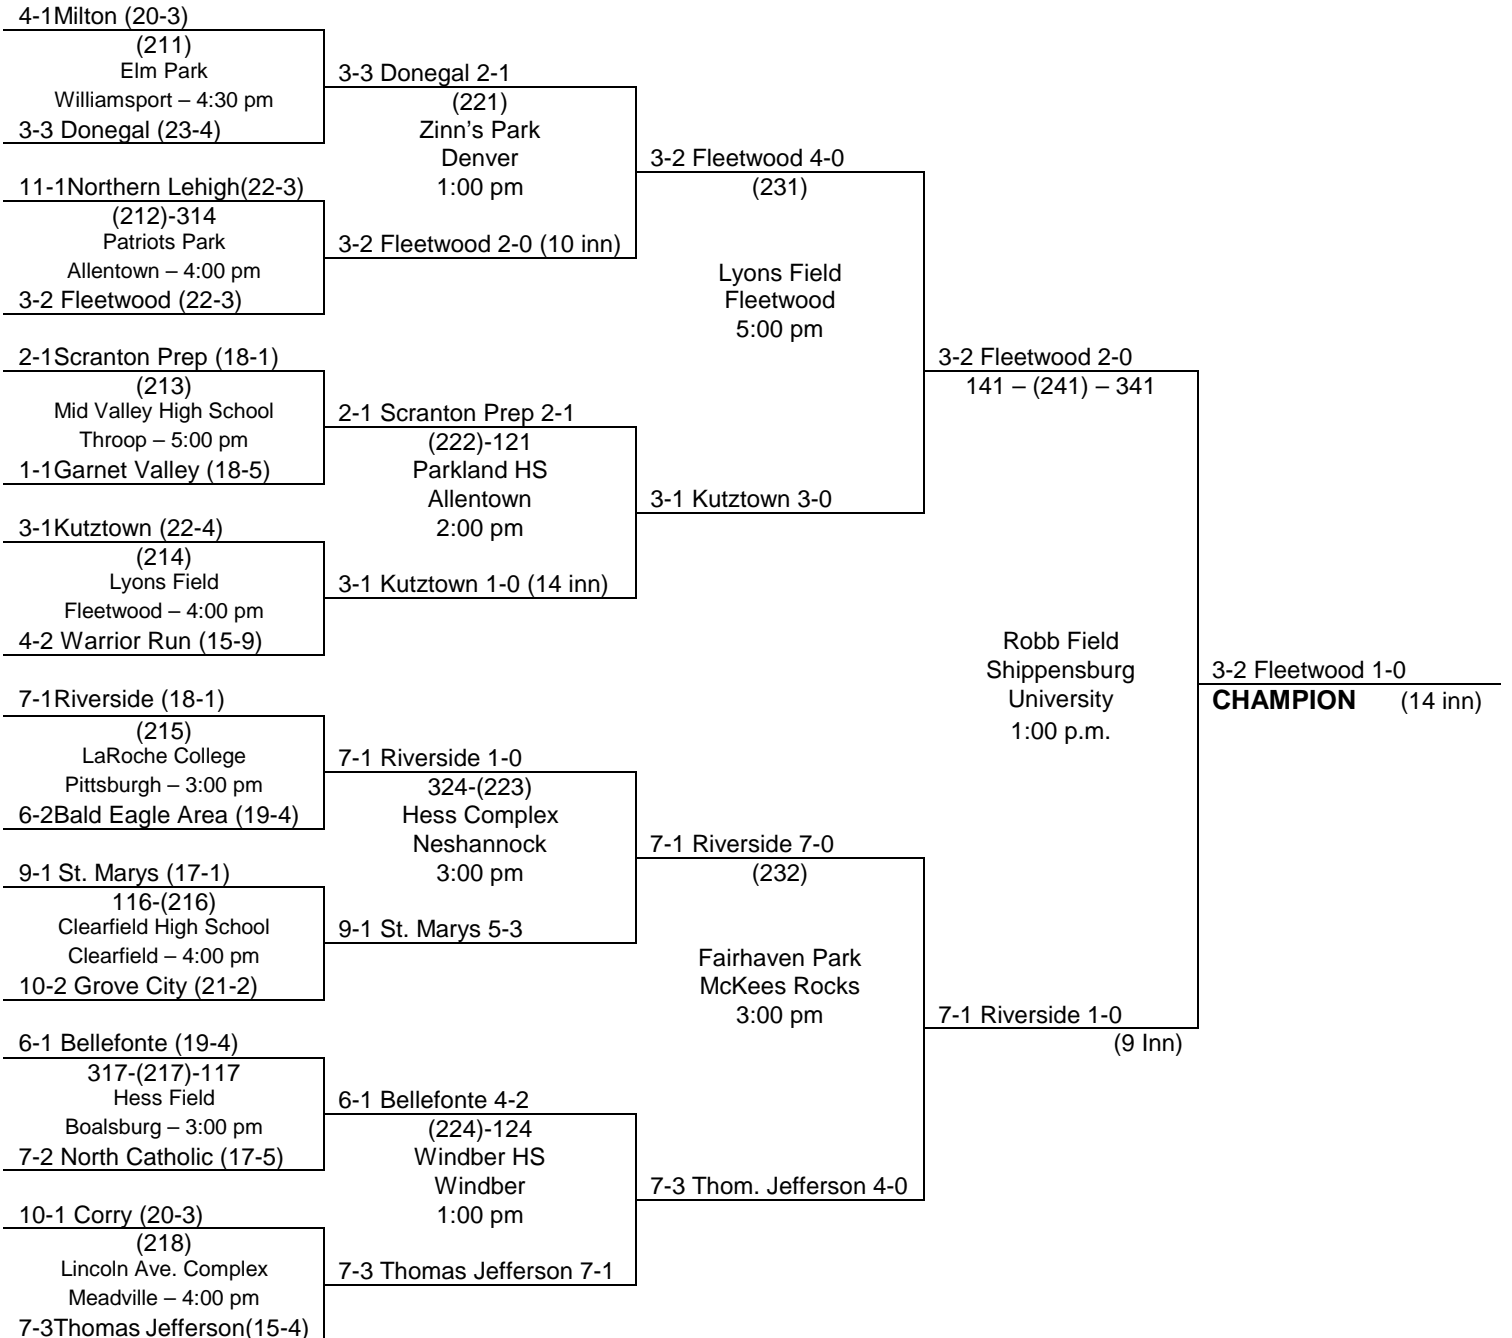 4-1Milton (20-3)
(211)
Elm Park
Williamsport – 4:30 pm
3-3 Donegal (23-4)
11-1Northern Lehigh(22-3)
(212)-314
Patriots Park
Allentown – 4:00 pm
3-2 Fleetwood (22-3)
2-1Scranton Prep (18-1)
(213)
Mid Valley High School
Throop – 5:00 pm
1-1Garnet Valley (18-5)
3-1Kutztown (22-4)
(214)
Lyons Field
Fleetwood – 4:00 pm
4-2 Warrior Run (15-9)
7-1Riverside (18-1)
(215)
LaRoche College
Pittsburgh – 3:00 pm
6-2Bald Eagle Area (19-4)
9-1 St. Marys (17-1)
116-(216)
Clearfield High School
Clearfield – 4:00 pm
10-2 Grove City (21-2)
6-1 Bellefonte (19-4)
317-(217)-117
Hess Field
Boalsburg – 3:00 pm
7-2 North Catholic (17-5)
10-1 Corry (20-3)
(218)
Lincoln Ave. Complex
Meadville – 4:00 pm
7-3Thomas Jefferson(15-4)
3-3 Donegal 2-1
(221)
Zinn's Park
Denver
1:00 pm
3-2 Fleetwood 2-0 (10 inn)
2-1 Scranton Prep 2-1
(222)-121
Parkland HS
Allentown
2:00 pm
3-1 Kutztown 1-0 (14 inn)
7-1 Riverside 1-0
324-(223)
Hess Complex
Neshannock
3:00 pm
9-1 St. Marys 5-3
6-1 Bellefonte 4-2
(224)-124
Windber HS
Windber
1:00 pm
7-3 Thomas Jefferson 7-1
3-2 Fleetwood 4-0
(231)
Lyons Field
Fleetwood
5:00 pm
3-1 Kutztown 3-0
7-1 Riverside 7-0
(232)
Fairhaven Park
McKees Rocks
3:00 pm
7-3 Thom. Jefferson 4-0
3-2 Fleetwood 2-0
141 – (241) – 341
Robb Field
Shippensburg
University
1:00 p.m.
7-1 Riverside 1-0
(9 Inn)
3-2 Fleetwood 1-0
CHAMPION (14 inn)